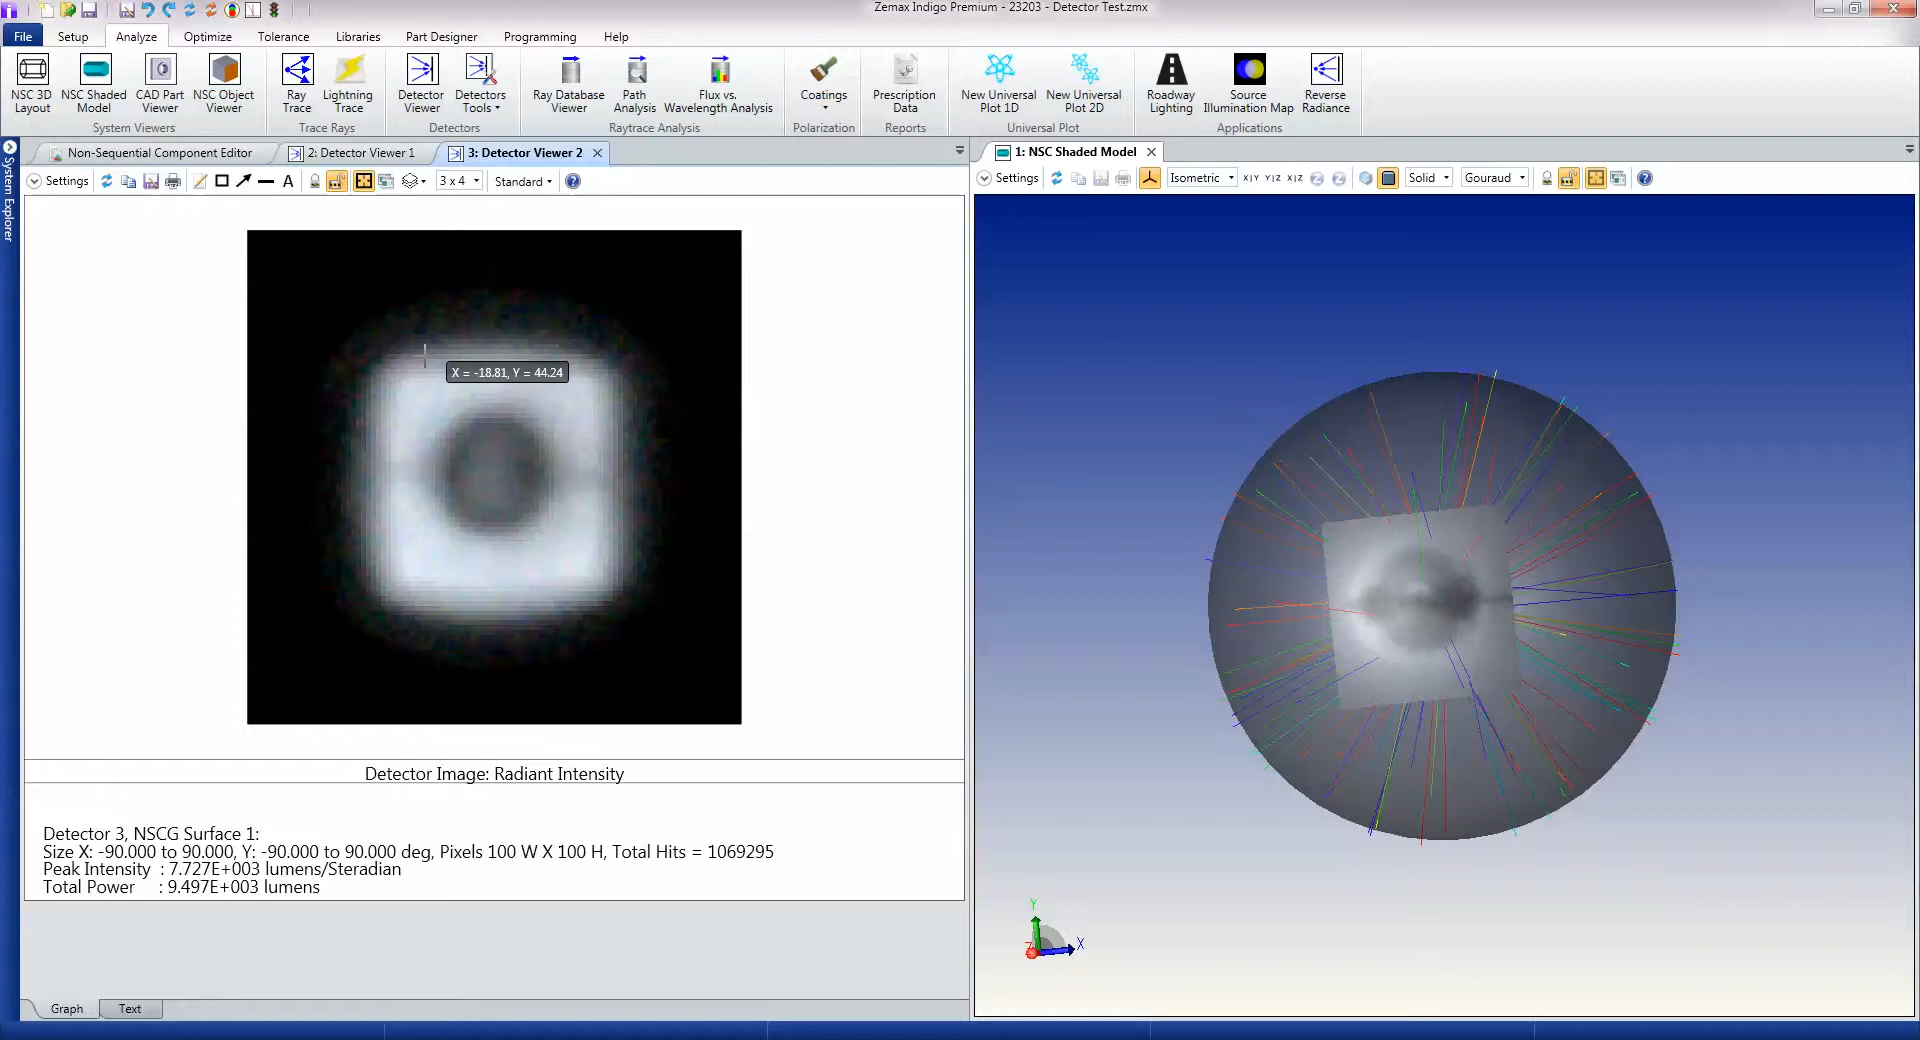 Zemax Indigo Premium - 23203 - Detector Test.zmx
File Setup Analyze Optimize Tolerance Libraries Part Designer Programming Help
NSC 3D Layout
NSC Shaded Model
CAD Part Viewer
NSC Object Viewer
Ray Trace
Lightning Trace
Detector Viewer
Detectors Tools
Ray Database Viewer
Path Analysis
Flux vs. Wavelength Analysis
Coatings
Prescription Data
New Universal Plot 1D
New Universal Plot 2D
Roadway Lighting
Source Illumination Map
Reverse Radiance
System Viewers Trace Rays Detectors Raytrace Analysis Polarization Reports Universal Plot Applications
System Explorer
Non-Sequential Component Editor 2: Detector Viewer 1 3: Detector Viewer 2
Settings A 3 x 4 Standard
X = -18.81, Y = 44.24
Detector Image: Radiant Intensity
Detector 3, NSCG Surface 1:
Size X: -90.000 to 90.000, Y: -90.000 to 90.000 deg, Pixels 100 W X 100 H, Total Hits = 1069295
Peak Intensity : 7.727E+003 lumens/Steradian
Total Power : 9.497E+003 lumens
Graph Text
1: NSC Shaded Model
Settings Isometric X|Y Y|Z X|Z Solid Gouraud
Y
Z X